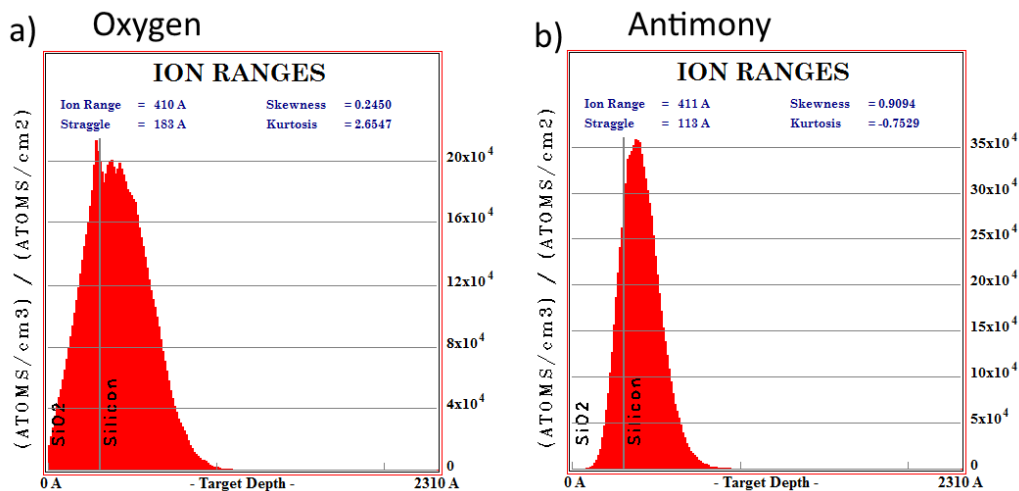 a) Oxygen
ION RANGES
Ion Range = 410 A Skewness = 0.2450
Straggle = 183 A Kurtosis = 2.6547
(ATOMS/cm3) / (ATOMS/cm2)
20x10^4
16x10^4
12x10^4
8x10^4
4x10^4
0
SiO2
Silicon
0 A - Target Depth - 2310 A
b) Antimony
ION RANGES
Ion Range = 411 A Skewness = 0.9094
Straggle = 113 A Kurtosis = -0.7529
(ATOMS/cm3) / (ATOMS/cm2)
35x10^4
30x10^4
25x10^4
20x10^4
15x10^4
10x10^4
5x10^4
0
SiO2
Silicon
0 A - Target Depth - 2310 A